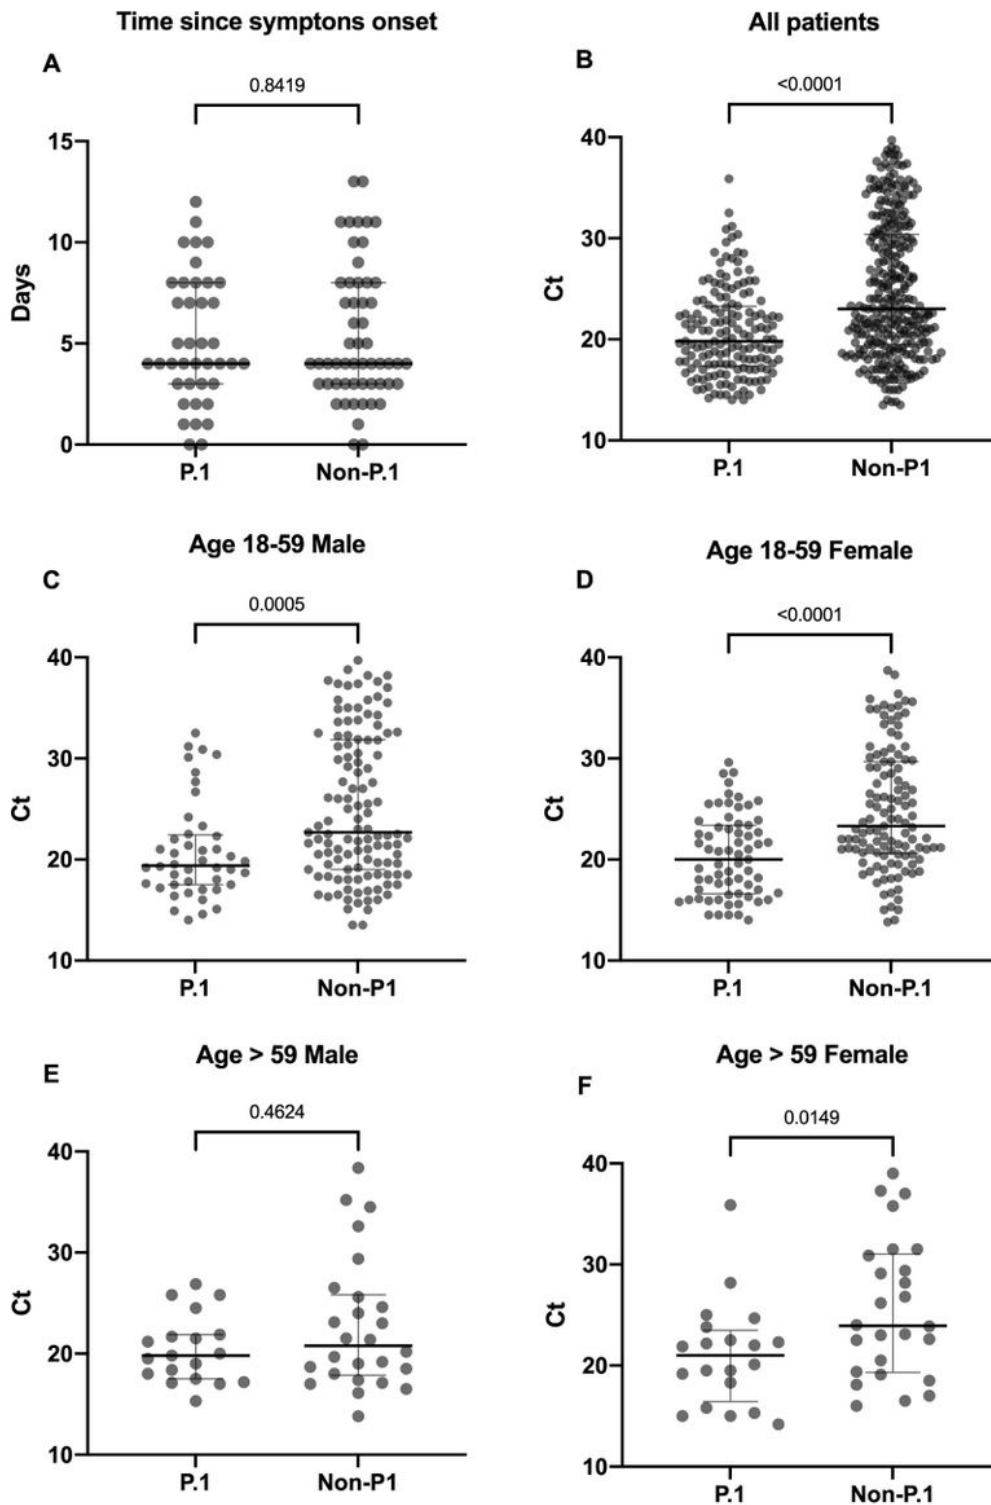 Time since symptons onset
A
0.8419
15
10
5
0
Days
P.1
Non-P.1
All patients
B
<0.0001
40
30
20
10
Ct
P.1
Non-P1
Age 18-59 Male
C
0.0005
40
30
20
10
Ct
P.1
Non-P1
Age 18-59 Female
D
<0.0001
40
30
20
10
Ct
P.1
Non-P.1
Age > 59 Male
E
0.4624
40
30
20
10
Ct
P.1
Non-P1
Age > 59 Female
F
0.0149
40
30
20
10
Ct
P.1
Non-P.1